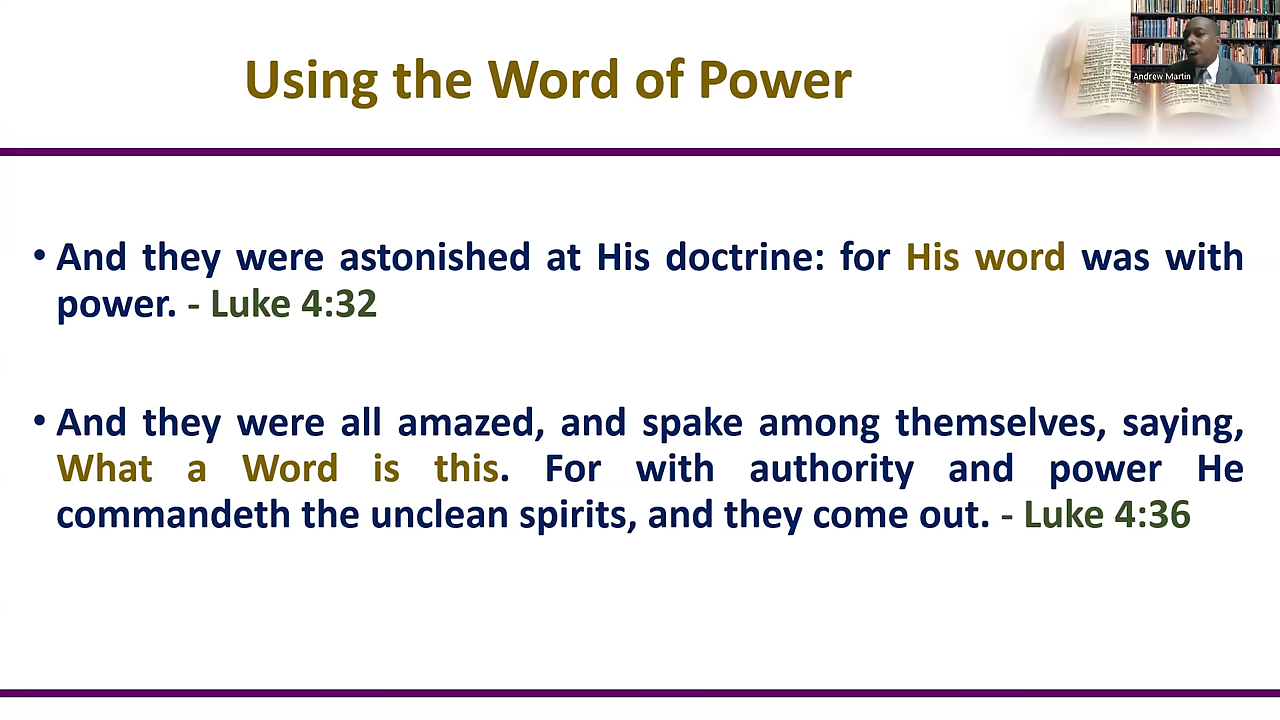 Using the Word of Power
Andrew Martin
• And they were astonished at His doctrine: for His word was with
power. - Luke 4:32
• And they were all amazed, and spake among themselves, saying,
What a Word is this. For with authority and power He
commandeth the unclean spirits, and they come out. - Luke 4:36